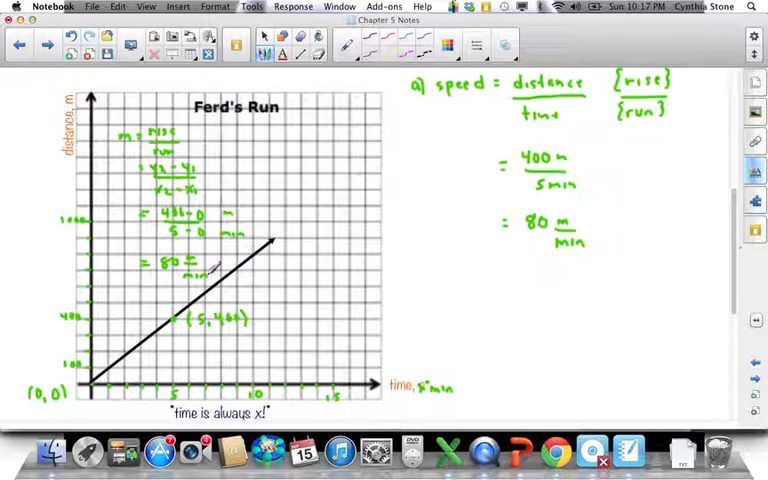 Notebook File Edit View Insert Format Tools Response Window Add-ons Help Sun 10:17 PM Cynthia Stone
Chapter 5 Notes
Ferd's Run
distance, m
m = rise
run
= y2 - y1
x2 - x1
= 400-0 m
5-0 min
= 80 m
min
1000
400
100
(5,400)
(0,0)
5
10
15
time, min
"time is always x!"
a) speed = distance {rise}
time {run}
= 400 m
5 min
= 80 m
min
15